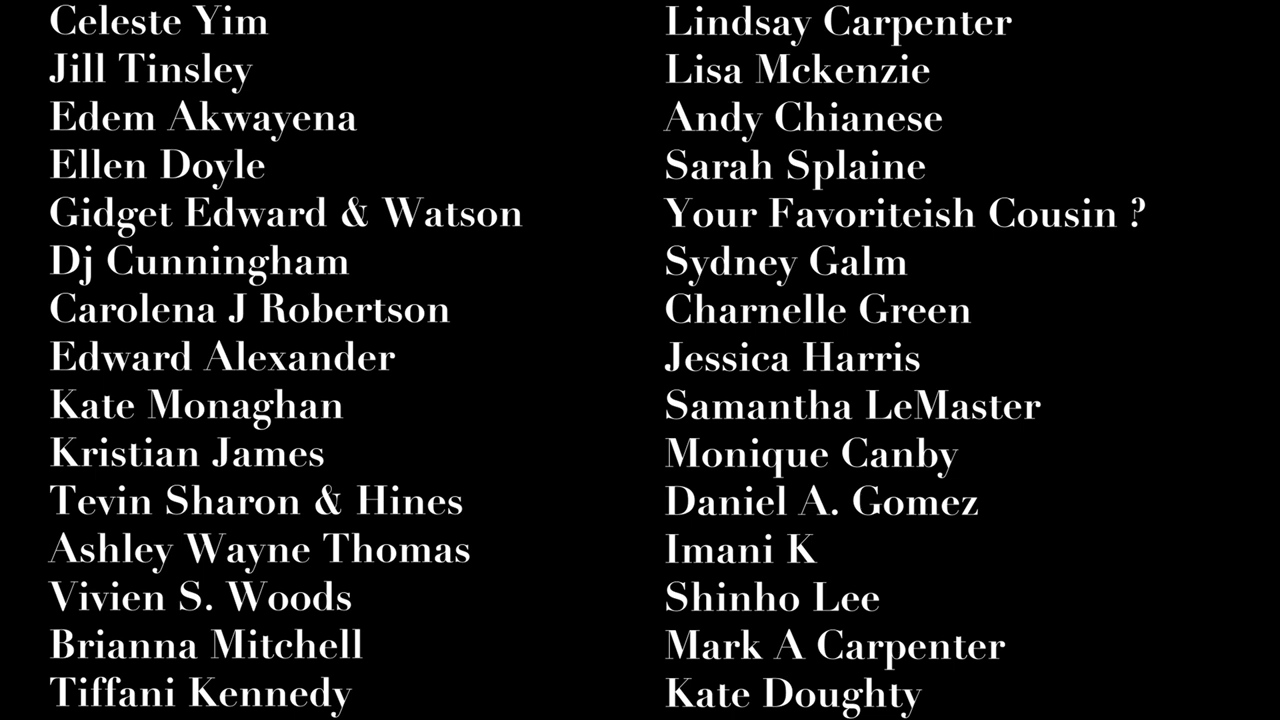 Celeste Yim
Jill Tinsley
Edem Akwayena
Ellen Doyle
Gidget Edward & Watson
Dj Cunningham
Carolena J Robertson
Edward Alexander
Kate Monaghan
Kristian James
Tevin Sharon & Hines
Ashley Wayne Thomas
Vivien S. Woods
Brianna Mitchell
Tiffani Kennedy
Lindsay Carpenter
Lisa Mckenzie
Andy Chianese
Sarah Splaine
Your Favoriteish Cousin ?
Sydney Galm
Charnelle Green
Jessica Harris
Samantha LeMaster
Monique Canby
Daniel A. Gomez
Imani K
Shinho Lee
Mark A Carpenter
Kate Doughty